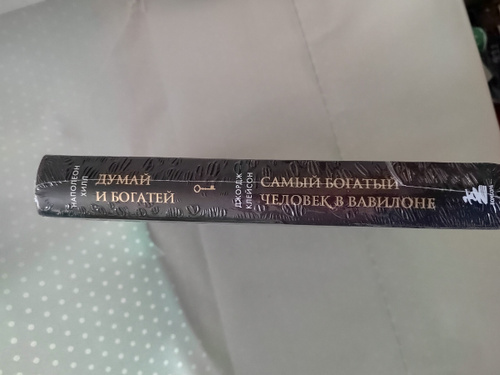 НАПОЛЕОН
ХИЛЛ
ДУМАЙ
И БОГАТЕЙ
ДЖОРДЖ
КЛЕЙСОН
САМЫЙ БОГАТЫЙ
ЧЕЛОВЕК В ВАВИЛОНЕ